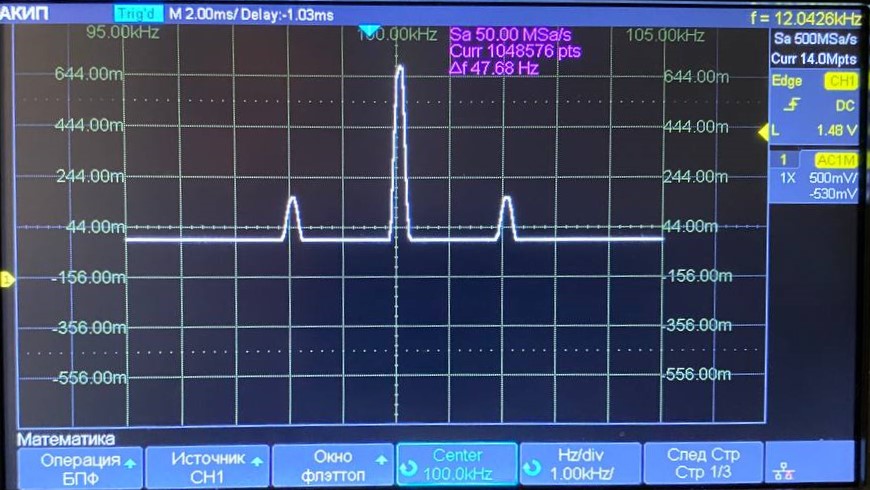 АКИП Trig'd M 2.00ms/ Delay:-1.03ms f = 12.0426kHz
95.00kHz 100.00kHz 105.00kHz
Sa 50.00 MSa/s
Curr 1048576 pts
Δf 47.68 Hz
Sa 500MSa/s
Curr 14.0Mpts
Edge CH1
DC
L 1.48 V
1 AC1M
1X 500mV/
-530mV
644.00m 644.00m
444.00m 444.00m
244.00m 244.00m
44.00m 44.00m
1
-156.00m -156.00m
-356.00m -356.00m
-556.00m -556.00m
Математика
Операция
БПФ
Источник
CH1
Окно
флэттоп
Center
100.0kHz
Hz/div
1.00kHz/
След Стр
Стр 1/3